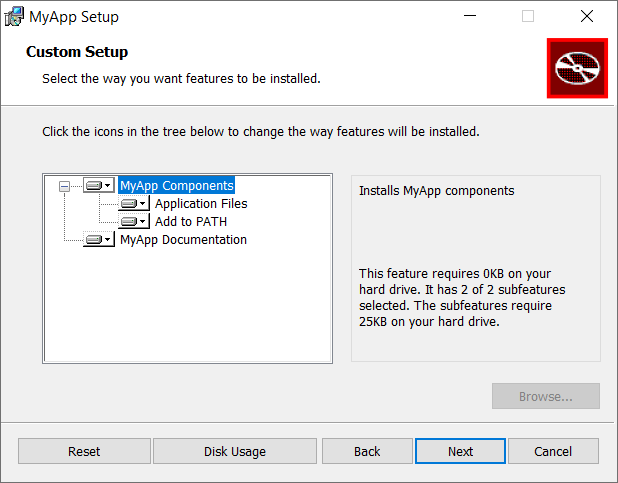 MyApp Setup
Custom Setup
Select the way you want features to be installed.
Click the icons in the tree below to change the way features will be installed.
MyApp Components
Application Files
Add to PATH
MyApp Documentation
Installs MyApp components
This feature requires 0KB on your
hard drive. It has 2 of 2 subfeatures
selected. The subfeatures require
25KB on your hard drive.
Browse...
Reset
Disk Usage
Back
Next
Cancel